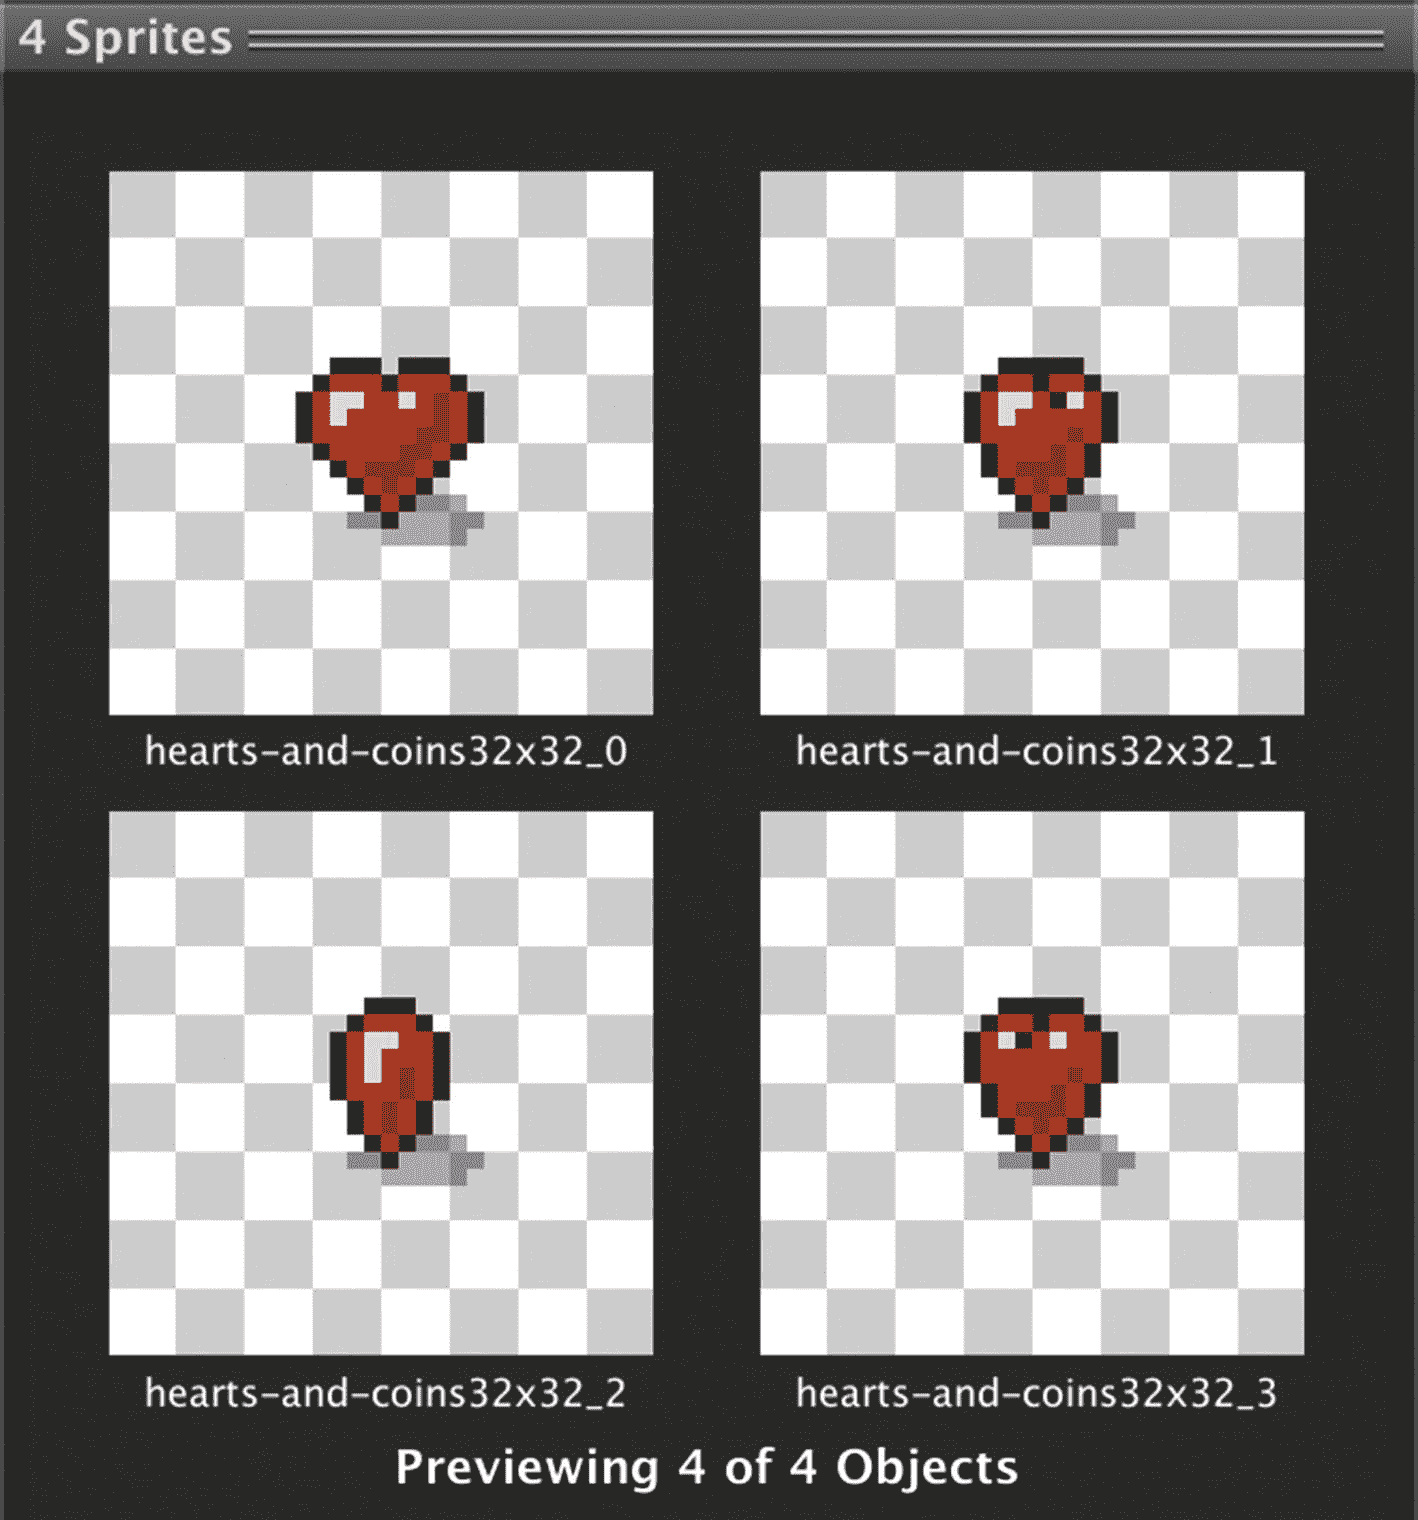 4 Sprites
hearts-and-coins32x32_0
hearts-and-coins32x32_1
hearts-and-coins32x32_2
hearts-and-coins32x32_3
Previewing 4 of 4 Objects